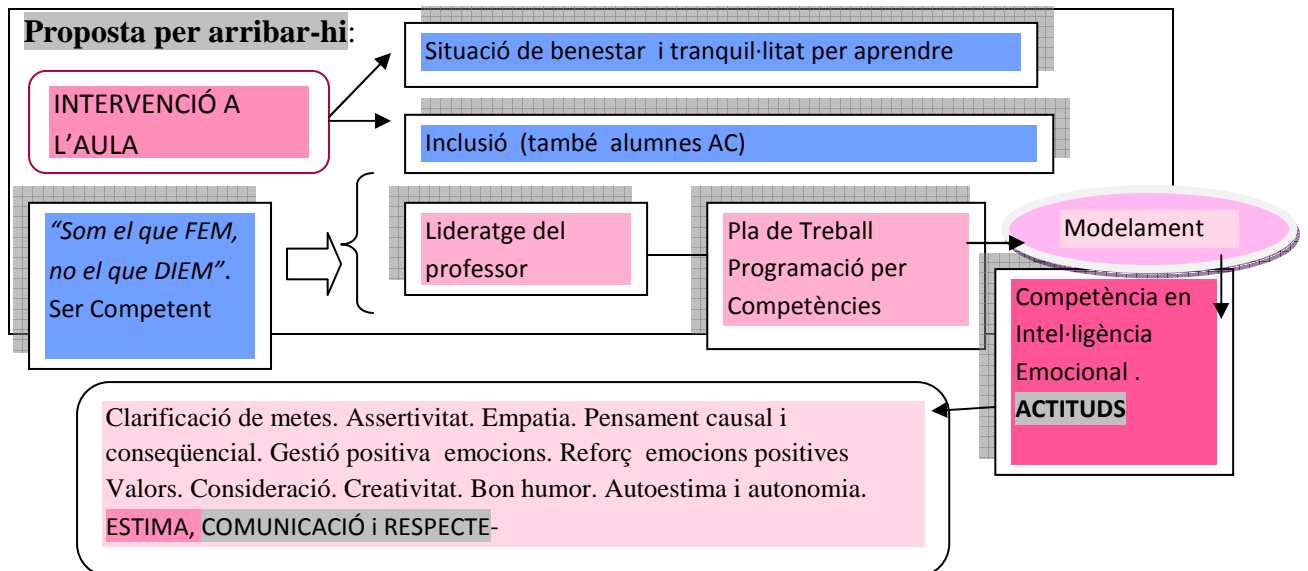 Proposta per arribar-hi:
Situació de benestar i tranquil·litat per aprendre
INTERVENCIÓ A
L’AULA
Inclusió (també alumnes AC)
“Som el que FEM,
no el que DIEM”.
Ser Competent
Lideratge del
professor
Pla de Treball
Programació per
Competències
Modelament
Competència en
Intel·ligència
Emocional .
ACTITUDS
Clarificació de metes. Assertivitat. Empatia. Pensament causal i
conseqüencial. Gestió positiva emocions. Reforç emocions positives
Valors. Consideració. Creativitat. Bon humor. Autoestima i autonomia.
ESTIMA, COMUNICACIÓ i RESPECTE-